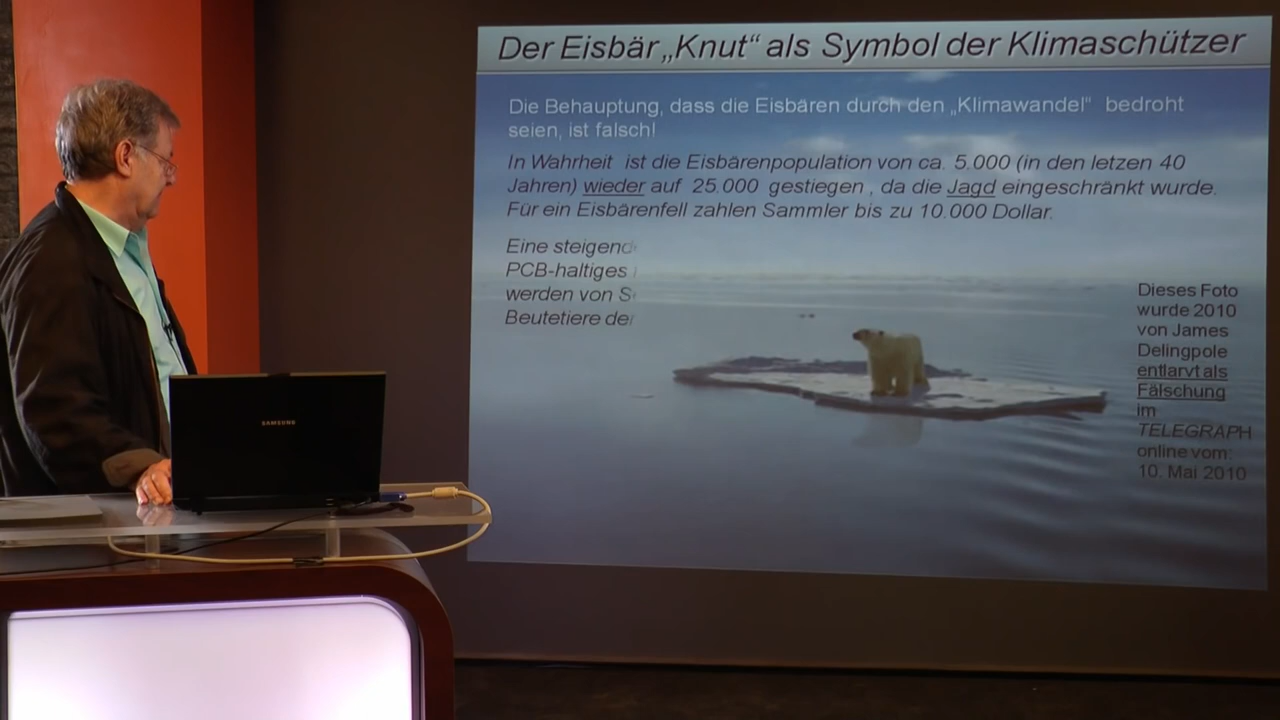 Der Eisbär „Knut“ als Symbol der Klimaschützer
Die Behauptung, dass die Eisbären durch den „Klimawandel“ bedroht
seien, ist falsch!
In Wahrheit ist die Eisbärenpopulation von ca. 5.000 (in den letzen 40
Jahren) wieder auf 25.000 gestiegen , da die Jagd eingeschränkt wurde.
Für ein Eisbärenfell zahlen Sammler bis zu 10.000 Dollar.
Eine steigend
PCB-haltiges
werden von
Beutetiere
Dieses Foto
wurde 2010
von James
Delingpole
entlarvt als
Fälschung
im
TELEGRAPH
online vom:
10. Mai 2010
SAMSUNG